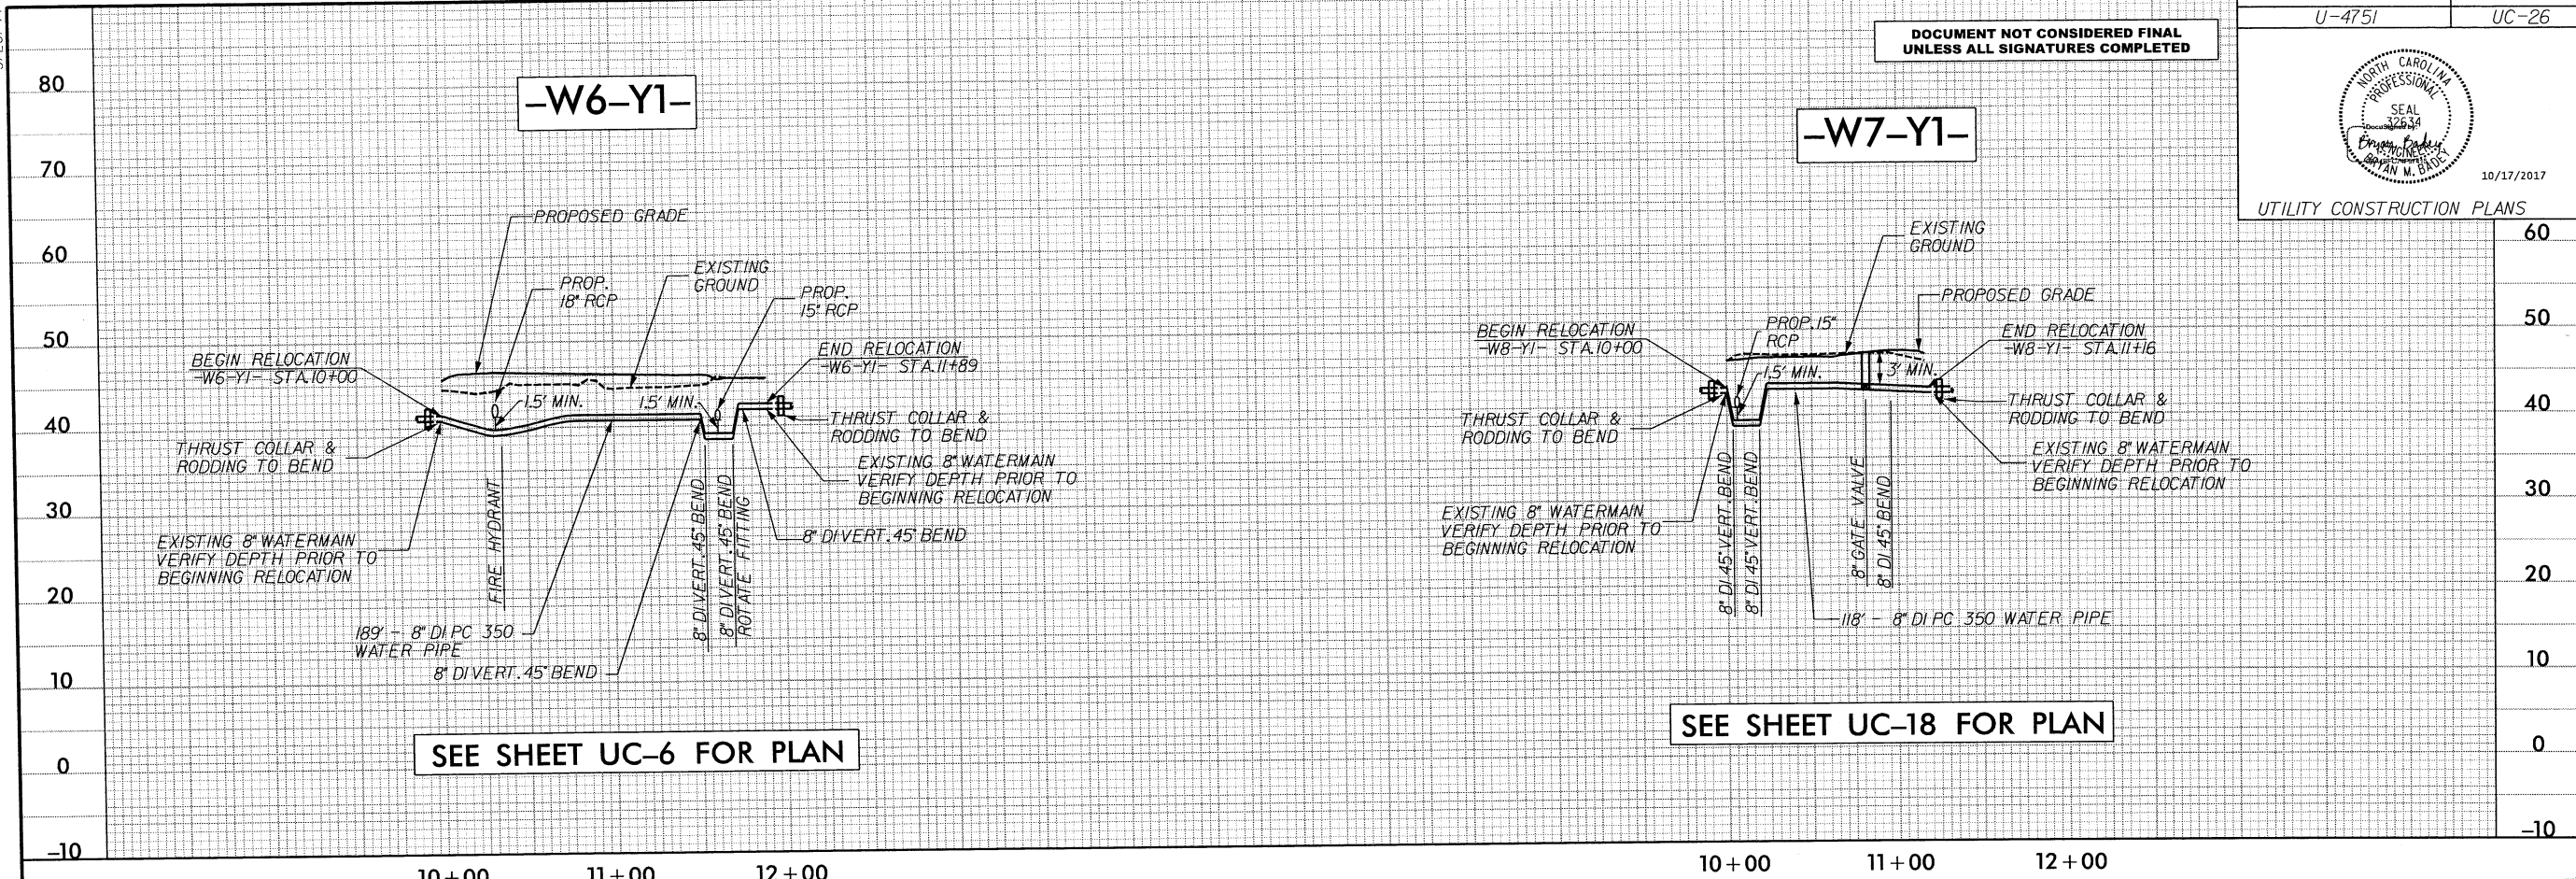 U-4751
UC-26
DOCUMENT NOT CONSIDERED FINAL
UNLESS ALL SIGNATURES COMPLETED
NORTH CAROLINA
PROFESSIONAL
SEAL
32634
DocuSigned by:
Bryan Badey
ENGINEER
BRYAN M. BADEY
10/17/2017
UTILITY CONSTRUCTION PLANS
80
70
60
50
40
30
20
10
0
-10
-W6-Y1-
PROPOSED GRADE
PROP.
18" RCP
EXISTING
GROUND
PROP.
15" RCP
BEGIN RELOCATION
-W6-Y1- STA.10+00
END RELOCATION
-W6-Y1- STA.11+89
1.5' MIN.
1.5' MIN.
THRUST COLLAR &
RODDING TO BEND
THRUST COLLAR &
RODDING TO BEND
EXISTING 8" WATERMAIN
VERIFY DEPTH PRIOR TO
BEGINNING RELOCATION
EXISTING 8" WATERMAIN
VERIFY DEPTH PRIOR TO
BEGINNING RELOCATION
FIRE HYDRANT
8" DI VERT. 45° BEND
8" DI VERT. 45° BEND
ROTATE FITTING
8" DI VERT. 45° BEND
189' - 8" DI PC 350
WATER PIPE
8" DI VERT. 45° BEND
SEE SHEET UC-6 FOR PLAN
10+00
11+00
12+00
-W7-Y1-
EXISTING
GROUND
PROPOSED GRADE
BEGIN RELOCATION
-W8-Y1- STA.10+00
PROP. 15"
RCP
END RELOCATION
-W8-Y1- STA.11+16
1.5' MIN.
3' MIN.
THRUST COLLAR &
RODDING TO BEND
THRUST COLLAR &
RODDING TO BEND
EXISTING 8" WATERMAIN
VERIFY DEPTH PRIOR TO
BEGINNING RELOCATION
EXISTING 8" WATERMAIN
VERIFY DEPTH PRIOR TO
BEGINNING RELOCATION
8" DI 45° VERT. BEND
8" DI 45° VERT. BEND
8" GATE VALVE
8" DI 45° BEND
118' - 8" DI PC 350 WATER PIPE
SEE SHEET UC-18 FOR PLAN
10+00
11+00
12+00
60
50
40
30
20
10
0
-10